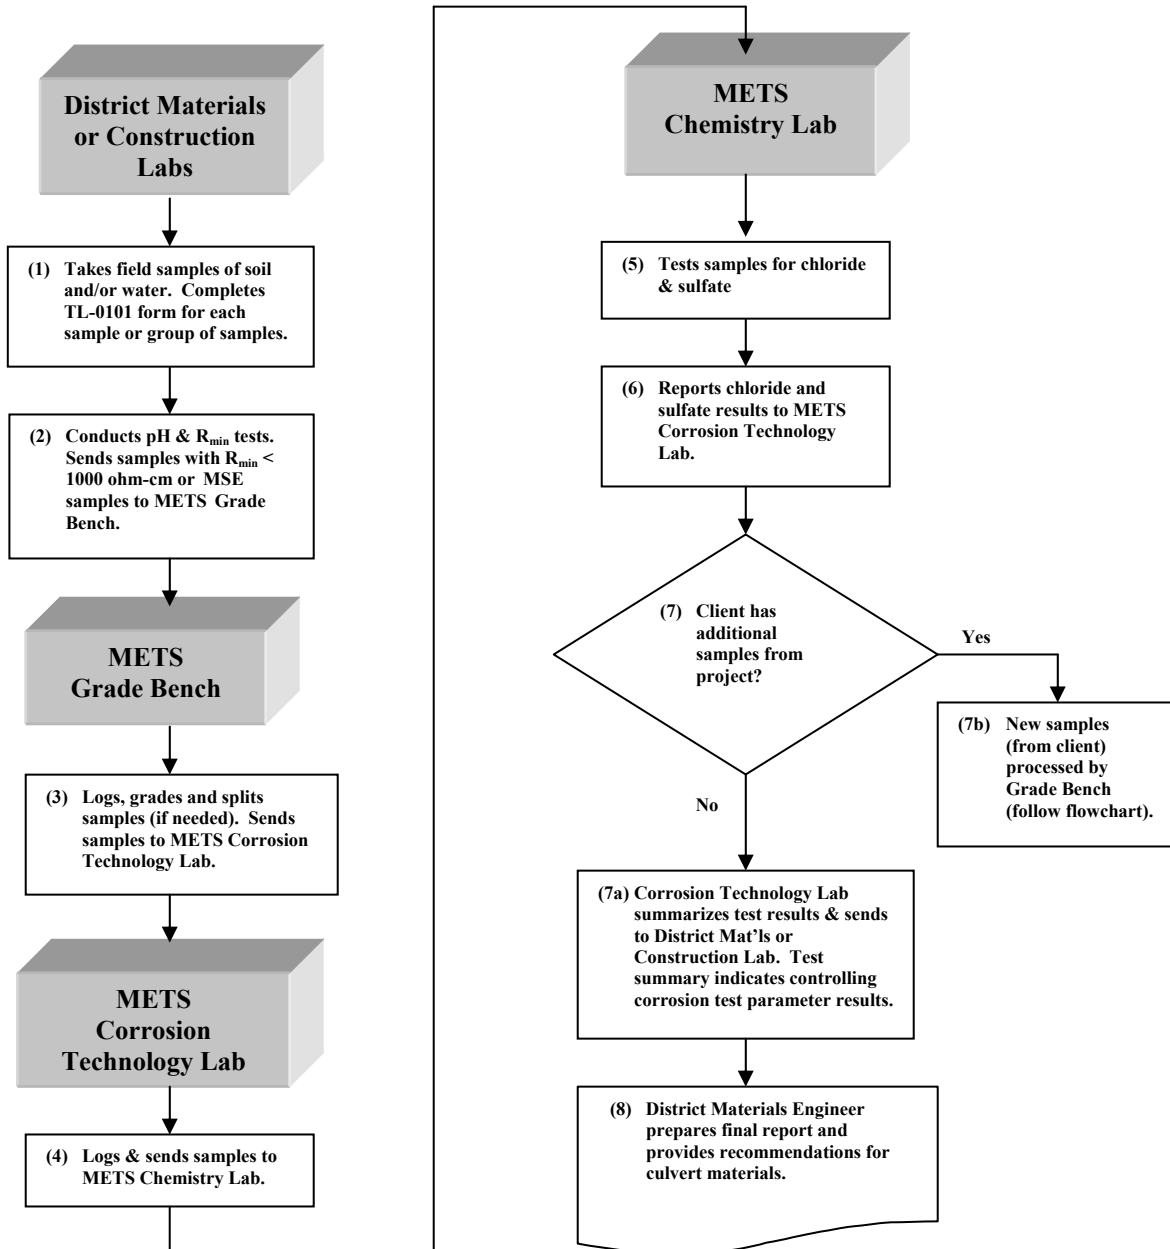 District Materials
or Construction
Labs
(1) Takes field samples of soil
and/or water. Completes
TL-0101 form for each
sample or group of samples.
(2) Conducts pH & Rmin tests.
Sends samples with Rmin <
1000 ohm-cm or MSE
samples to METS Grade
Bench.
METS
Grade Bench
(3) Logs, grades and splits
samples (if needed). Sends
samples to METS Corrosion
Technology Lab.
METS
Corrosion
Technology Lab
(4) Logs & sends samples to
METS Chemistry Lab.
METS
Chemistry Lab
(5) Tests samples for chloride
& sulfate
(6) Reports chloride and
sulfate results to METS
Corrosion Technology
Lab.
(7) Client has
additional
samples from
project?
Yes
(7b) New samples
(from client)
processed by
Grade Bench
(follow flowchart).
No
(7a) Corrosion Technology Lab
summarizes test results & sends
to District Mat'ls or
Construction Lab. Test
summary indicates controlling
corrosion test parameter results.
(8) District Materials Engineer
prepares final report and
provides recommendations for
culvert materials.